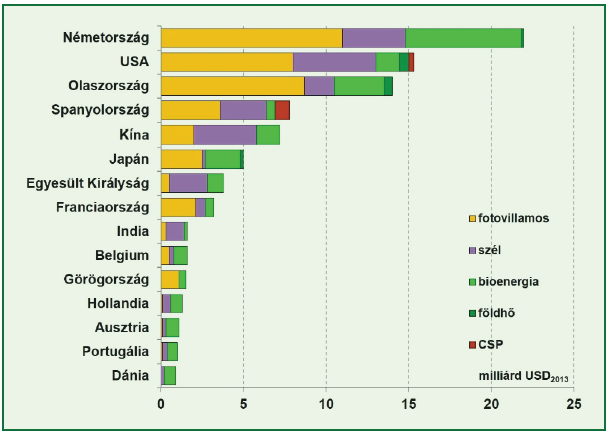 Németország
USA
Olaszország
Spanyolország
Kína
Japán
Egyesült Királyság
Franciaország
India
Belgium
Görögország
Hollandia
Ausztria
Portugália
Dánia
fotovillamos
szél
bioenergia
földhő
CSP
milliárd USD2013
0 5 10 15 20 25